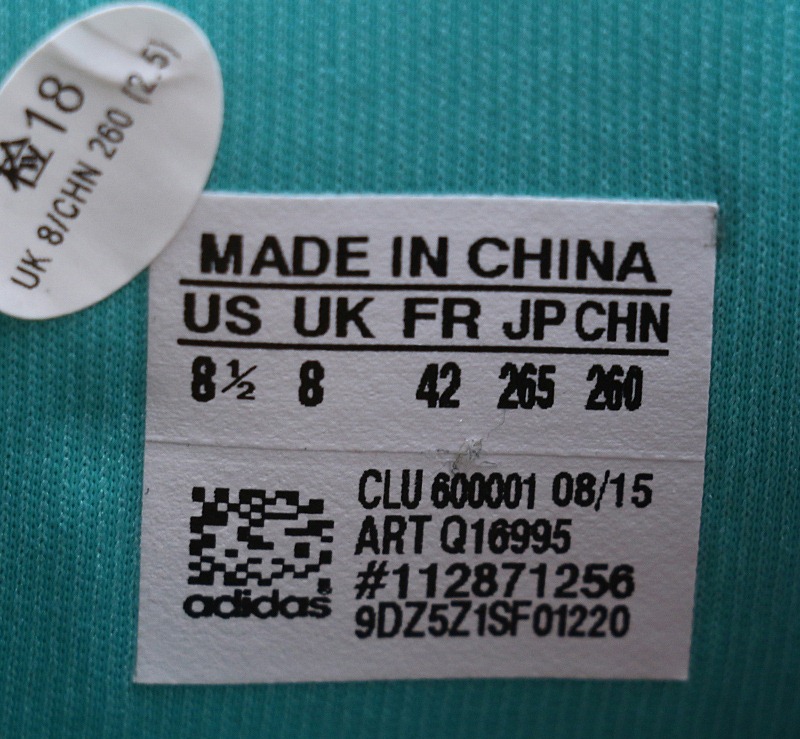 检18
UK 8/CHN 260 (2.5)
MADE IN CHINA
US UK FR JP CHN
8½ 8 42 265 260
CLU 600001 08/15
ART Q16995
#112871256
adidas
9DZ5Z1SF01220